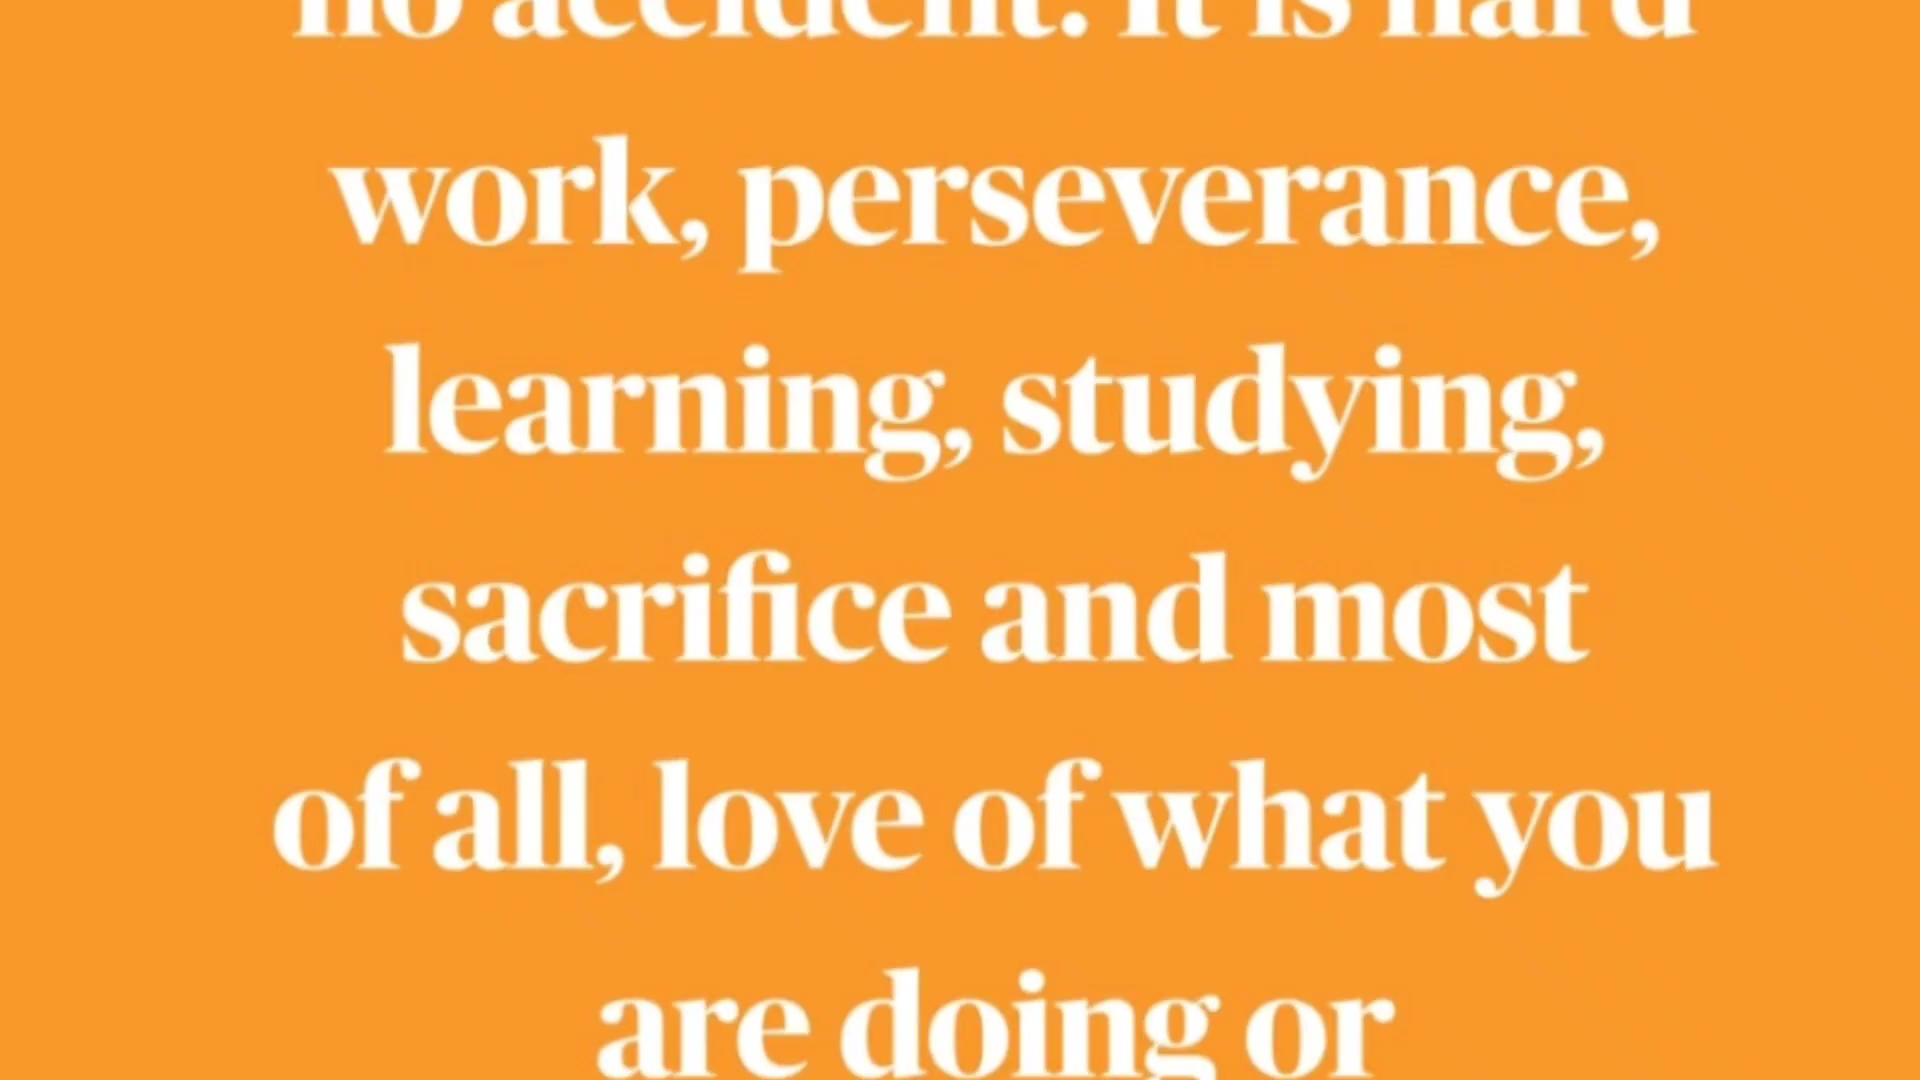 no accident. It is hard
work, perseverance,
learning, studying,
sacrifice and most
of all, love of what you
are doing or